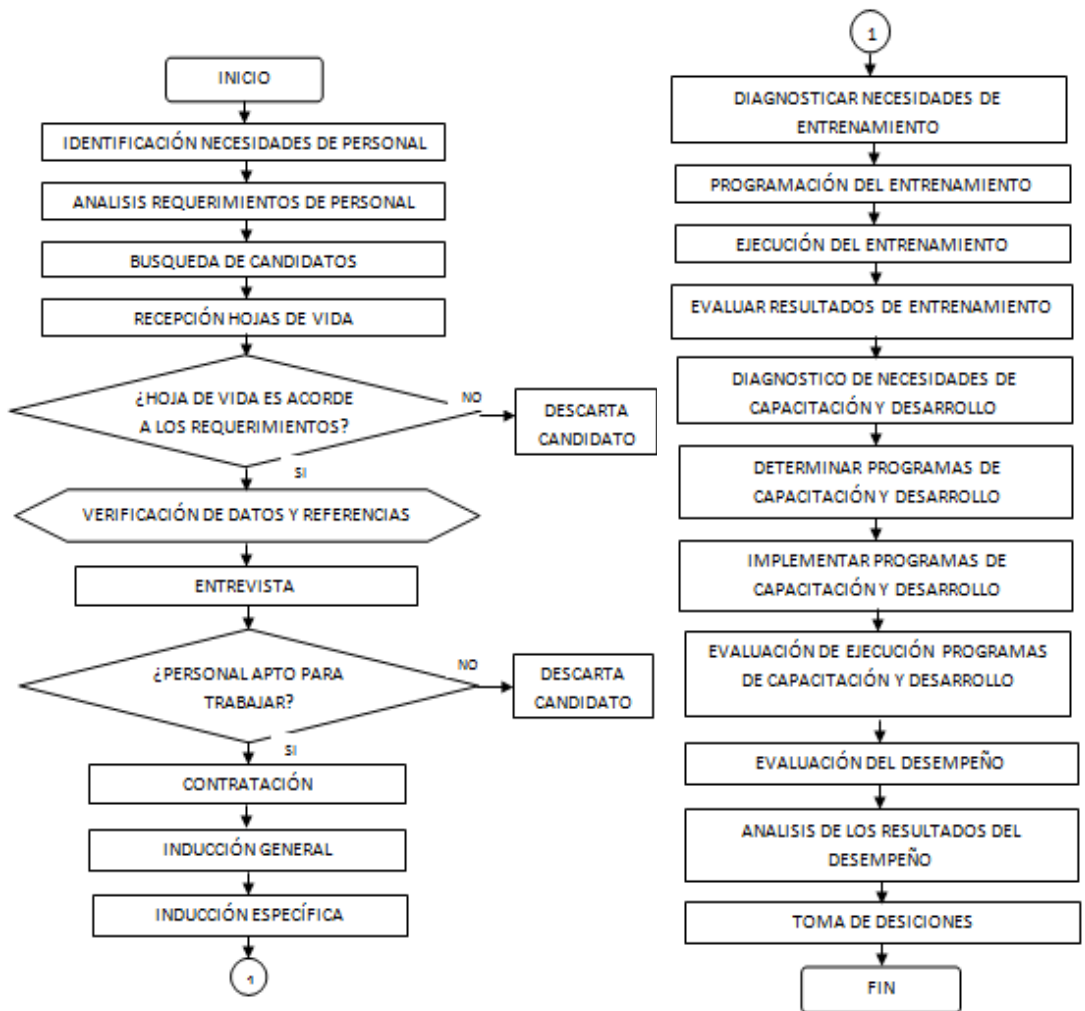 INICIO
IDENTIFICACIÓN NECESIDADES DE PERSONAL
ANALISIS REQUERIMIENTOS DE PERSONAL
BUSQUEDA DE CANDIDATOS
RECEPCIÓN HOJAS DE VIDA
¿HOJA DE VIDA ES ACORDE
A LOS REQUERIMIENTOS?
NO
DESCARTA
CANDIDATO
SI
VERIFICACIÓN DE DATOS Y REFERENCIAS
ENTREVISTA
¿PERSONAL APTO PARA
TRABAJAR?
NO
DESCARTA
CANDIDATO
SI
CONTRATACIÓN
INDUCCIÓN GENERAL
INDUCCIÓN ESPECÍFICA
1
1
DIAGNOSTICAR NECESIDADES DE
ENTRENAMIENTO
PROGRAMACIÓN DEL ENTRENAMIENTO
EJECUCIÓN DEL ENTRENAMIENTO
EVALUAR RESULTADOS DE ENTRENAMIENTO
DIAGNOSTICO DE NECESIDADES DE
CAPACITACIÓN Y DESARROLLO
DETERMINAR PROGRAMAS DE
CAPACITACIÓN Y DESARROLLO
IMPLEMENTAR PROGRAMAS DE
CAPACITACIÓN Y DESARROLLO
EVALUACIÓN DE EJECUCIÓN PROGRAMAS
DE CAPACITACIÓN Y DESARROLLO
EVALUACIÓN DEL DESEMPEÑO
ANALISIS DE LOS RESULTADOS DEL
DESEMPEÑO
TOMA DE DESICIONES
FIN